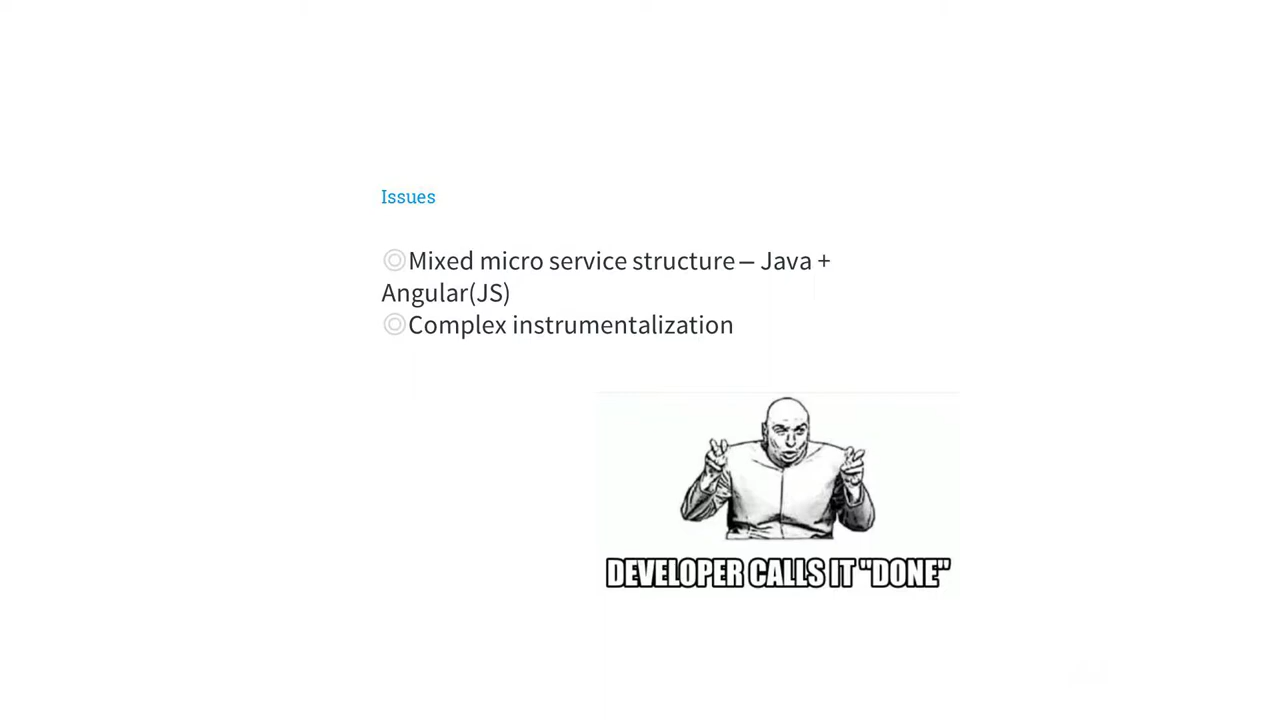 Issues
Mixed micro service structure – Java +
Angular(JS)
Complex instrumentalization
DEVELOPER CALLS IT "DONE"